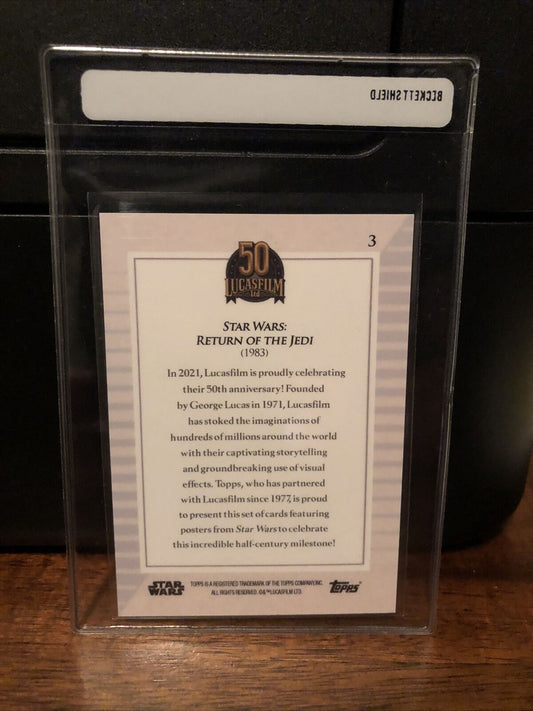 BECKETT SHIELD
3
50
LUCASFILM
Ltd
STAR WARS:
RETURN OF THE JEDI
(1983)
In 2021, Lucasfilm is proudly celebrating
their 50th anniversary! Founded
by George Lucas in 1971, Lucasfilm
has stoked the imaginations of
hundreds of millions around the world
with their captivating storytelling
and groundbreaking use of visual
effects. Topps, who has partnered
with Lucasfilm since 1977, is proud
to present this set of cards featuring
posters from Star Wars to celebrate
this incredible half-century milestone!
STAR
WARS
TOPPS IS A REGISTERED TRADEMARK OF THE TOPPS COMPANY, INC.
ALL RIGHTS RESERVED. ©&™ LUCASFILM LTD.
Topps